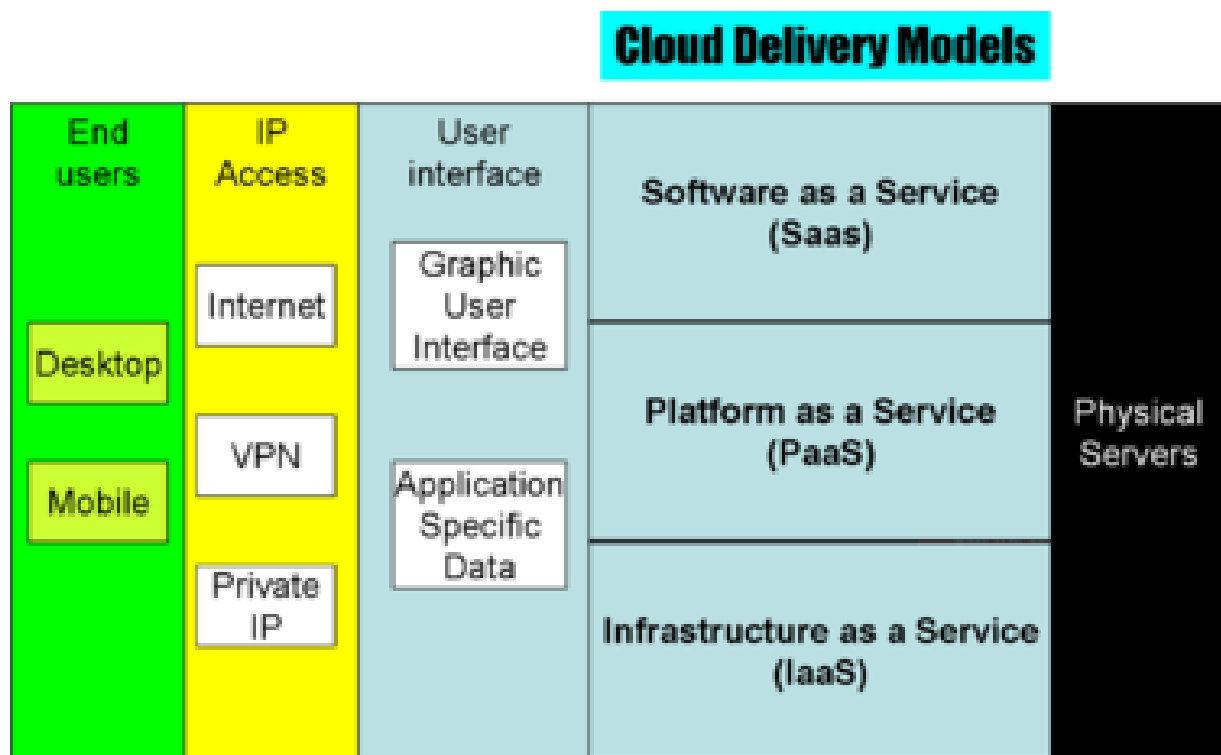 Cloud Delivery Models
End
users
Desktop
Mobile
IP
Access
Internet
VPN
Private
IP
User
interface
Graphic
User
Interface
Application
Specific
Data
Software as a Service
(Saas)
Platform as a Service
(PaaS)
Infrastructure as a Service
(IaaS)
Physical
Servers